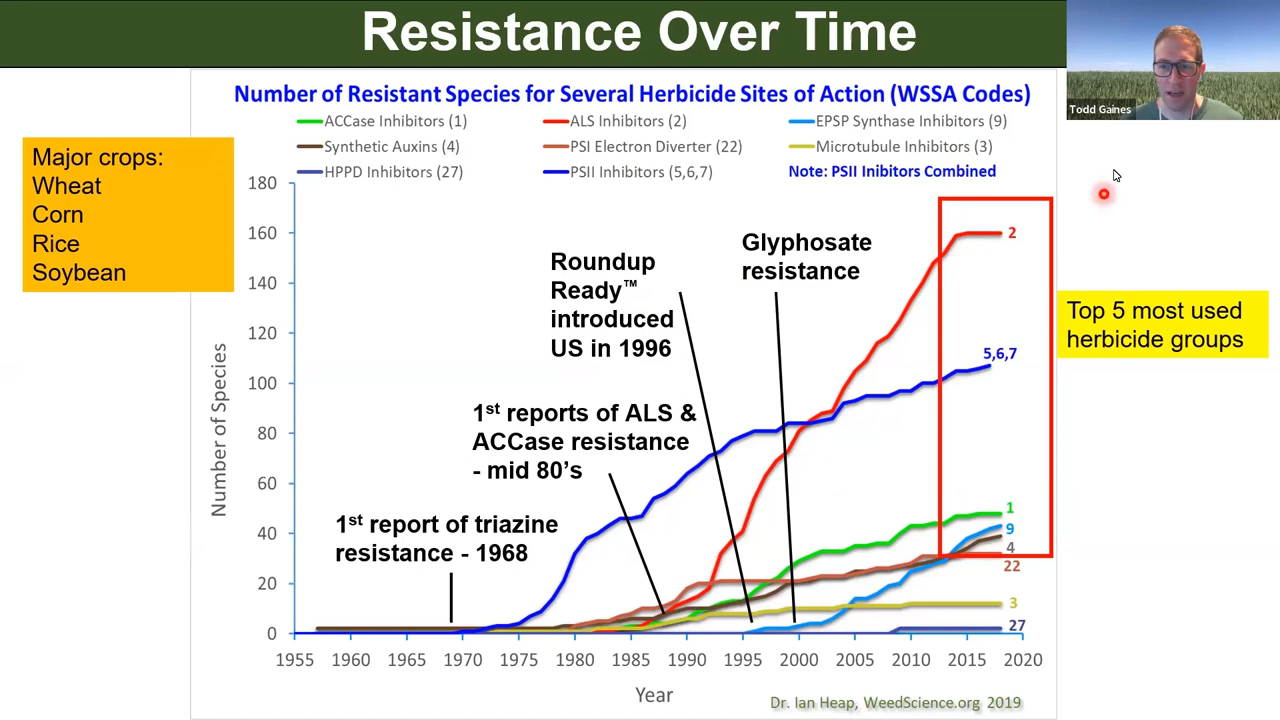 Resistance Over Time
Todd Gaines
Number of Resistant Species for Several Herbicide Sites of Action (WSSA Codes)
ACCase Inhibitors (1)
ALS Inhibitors (2)
EPSP Synthase Inhibitors (9)
Synthetic Auxins (4)
PSI Electron Diverter (22)
Microtubule Inhibitors (3)
HPPD Inhibitors (27)
PSII Inhibitors (5,6,7)
Note: PSII Inibitors Combined
Major crops:
Wheat
Corn
Rice
Soybean
Number of Species
180
160
140
120
100
80
60
40
20
0
1st report of triazine
resistance - 1968
1st reports of ALS &
ACCase resistance
- mid 80's
Roundup
Ready™
introduced
US in 1996
Glyphosate
resistance
2
5,6,7
1
9
4
22
3
27
Top 5 most used
herbicide groups
1955 1960 1965 1970 1975 1980 1985 1990 1995 2000 2005 2010 2015 2020
Year
Dr. Ian Heap, WeedScience.org 2019